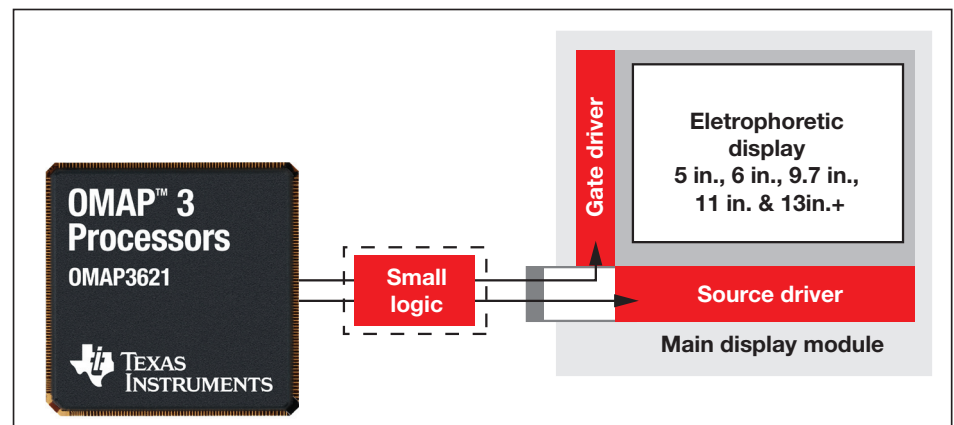 OMAP™ 3
Processors
OMAP3621
TEXAS
INSTRUMENTS
Small
logic
Gate driver
Eletrophoretic
display
5 in., 6 in., 9.7 in.,
11 in. & 13in.+
Source driver
Main display module